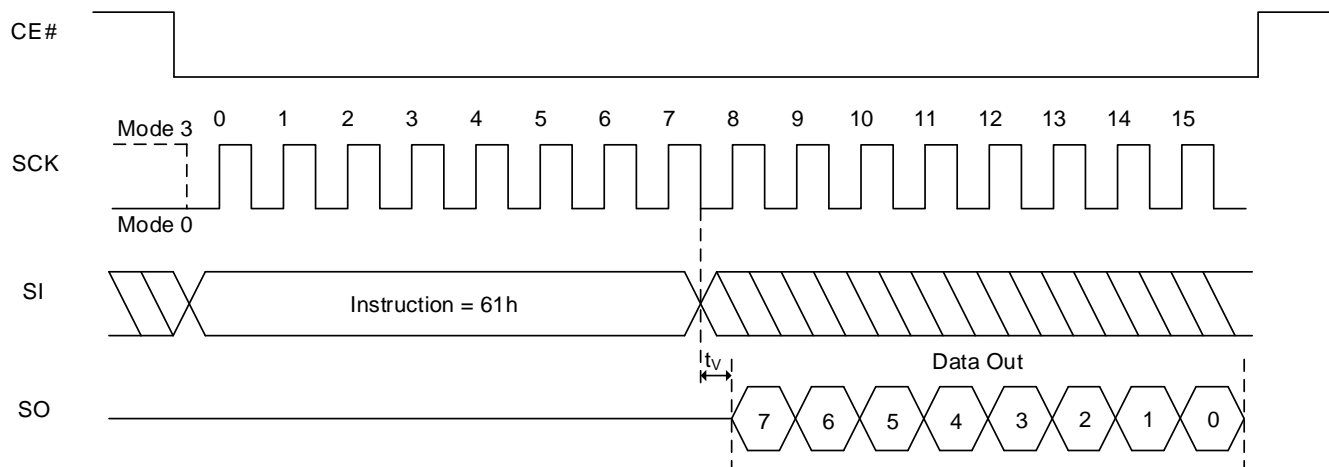 CE#
0 1 2 3 4 5 6 7 8 9 10 11 12 13 14 15
Mode 3
SCK
Mode 0
SI
Instruction = 61h
tV
Data Out
SO
7 6 5 4 3 2 1 0